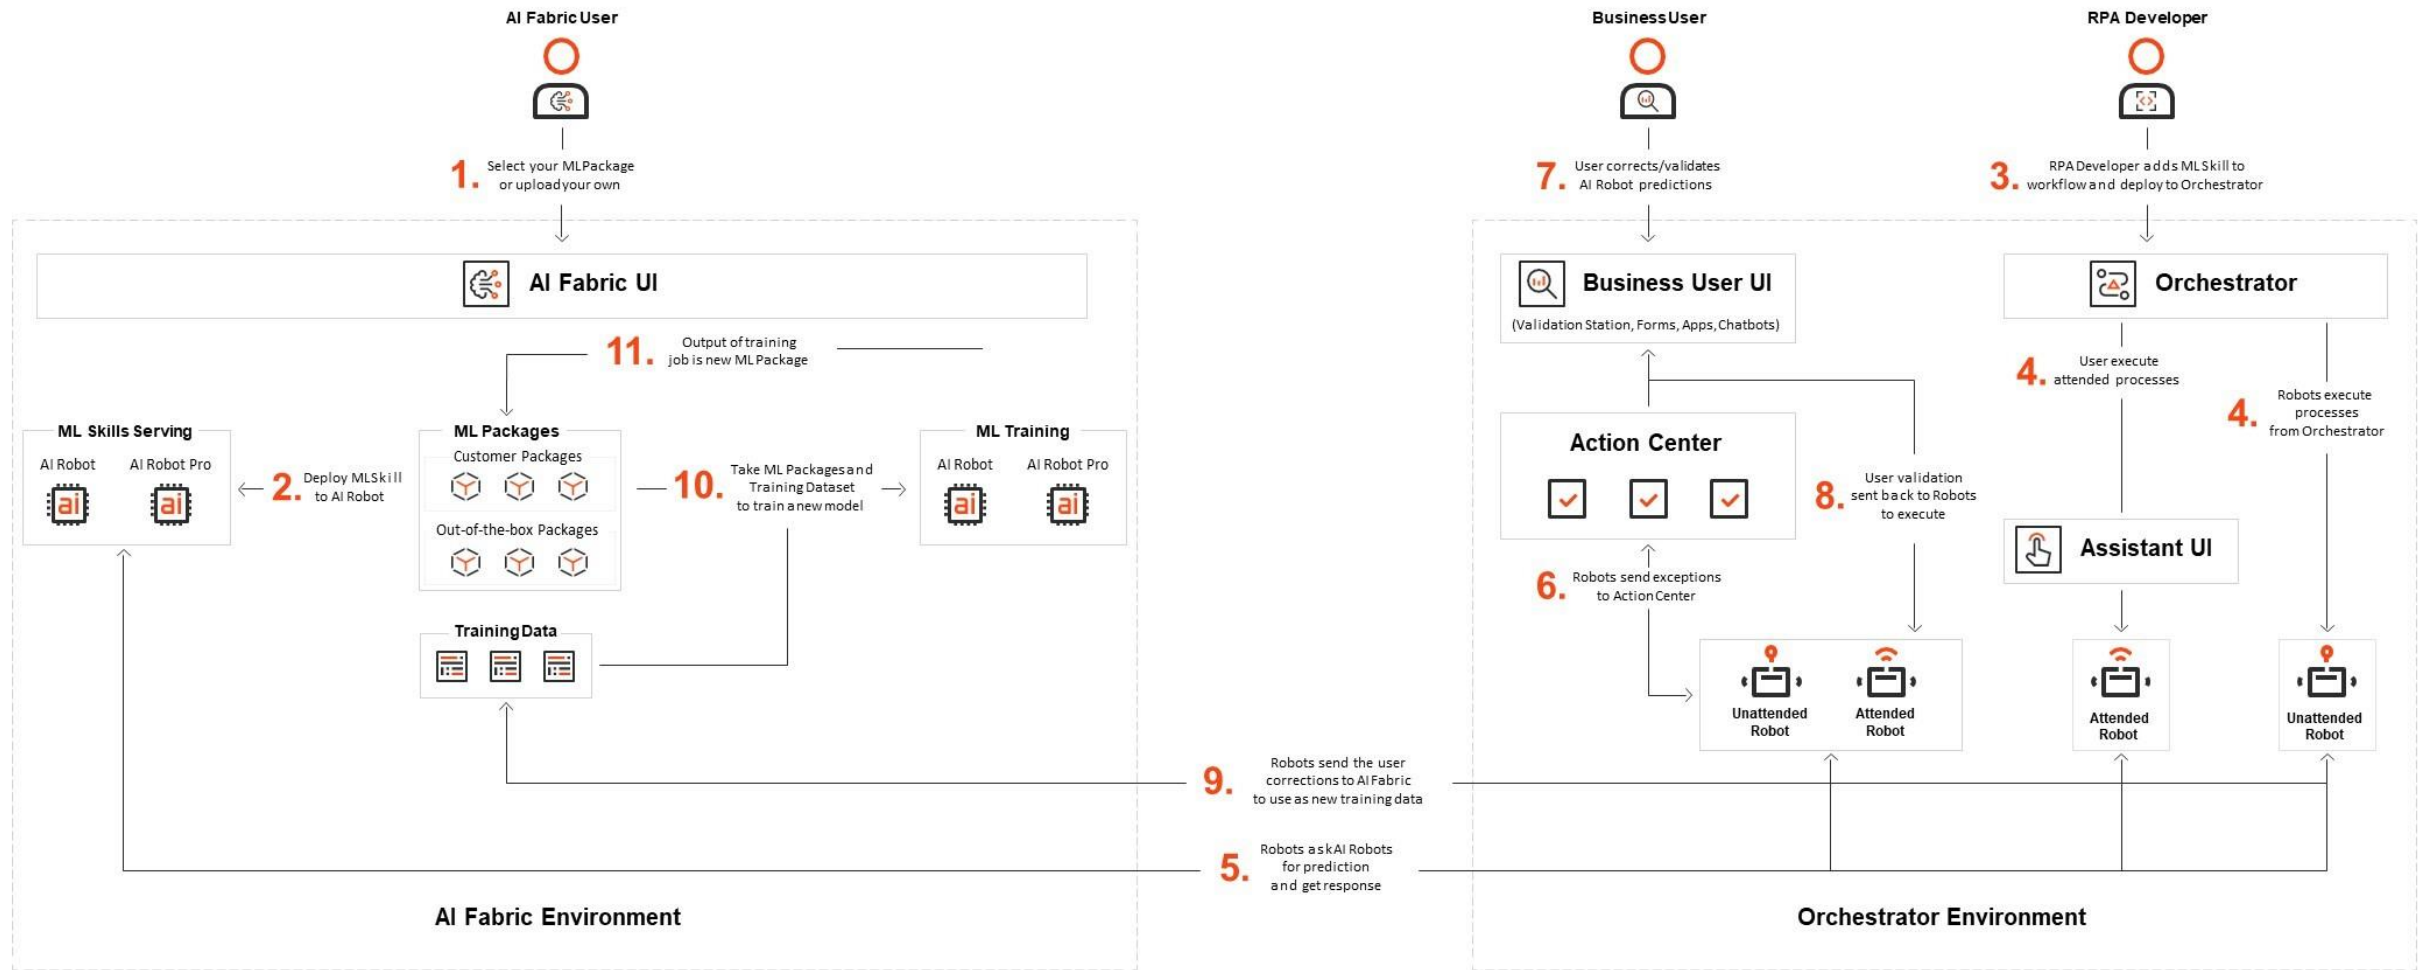 AI Fabric User
Business User
RPA Developer
1.
Select your ML Package
or upload your own
7.
User corrects/validates
AI Robot predictions
3.
RPA Developer adds ML Skill to
workflow and deploy to Orchestrator
AI Fabric UI
11.
Output of training
job is new ML Package
ML Skills Serving
AI Robot
AI Robot Pro
ai
ai
2.
Deploy ML Skill
to AI Robot
ML Packages
Customer Packages
Out-of-the-box Packages
10.
Take ML Packages and
Training Dataset
to train a new model
ML Training
AI Robot
AI Robot Pro
ai
ai
Training Data
Business User UI
(Validation Station, Forms, Apps, Chatbots)
Orchestrator
4.
User execute
attended processes
4.
Robots execute
processes
from Orchestrator
Action Center
8.
User validation
sent back to Robots
to execute
6.
Robots send exceptions
to Action Center
Assistant UI
Unattended
Robot
Attended
Robot
Attended
Robot
Unattended
Robot
9.
Robots send the user
corrections to AI Fabric
to use as new training data
5.
Robots ask AI Robots
for prediction
and get response
AI Fabric Environment
Orchestrator Environment